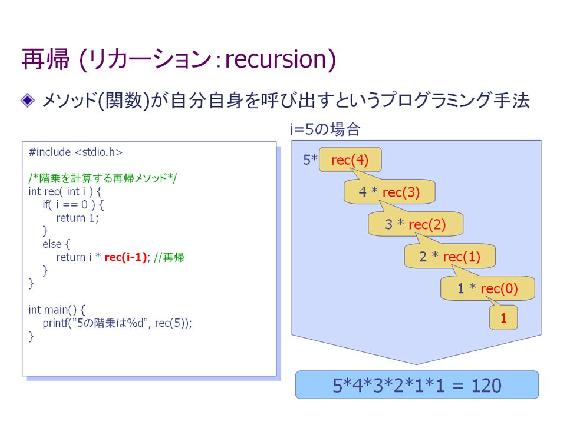 再帰 (リカーション:recursion)
メソッド(関数)が自分自身を呼び出すというプログラミング手法
#include <stdio.h>
/*階乗を計算する再帰メソッド*/
int rec( int i ) {
if( i == 0 ) {
return 1;
}
else {
return i * rec(i-1); //再帰
}
}
int main() {
printf("5の階乗は%d", rec(5));
}
i=5の場合
5* rec(4)
4 * rec(3)
3 * rec(2)
2 * rec(1)
1 * rec(0)
1
5*4*3*2*1*1 = 120